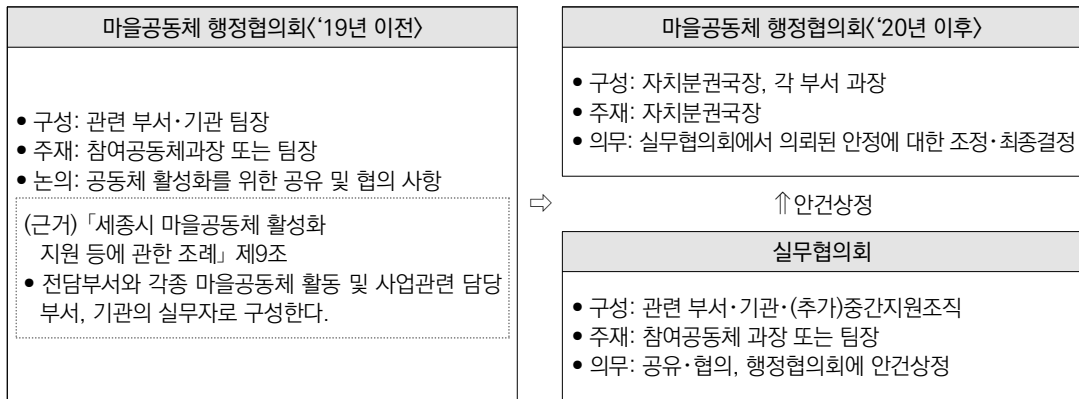 마을공동체 행정협의회<‘19년 이전>
• 구성: 관련 부서·기관 팀장
• 주재: 참여공동체과장 또는 팀장
• 논의: 공동체 활성화를 위한 공유 및 협의 사항
(근거)「세종시 마을공동체 활성화
지원 등에 관한 조례」 제9조
• 전담부서와 각종 마을공동체 활동 및 사업관련 담당
부서, 기관의 실무자로 구성한다.
⇨
마을공동체 행정협의회<‘20년 이후>
• 구성: 자치분권국장, 각 부서 과장
• 주재: 자치분권국장
• 의무: 실무협의회에서 의뢰된 안정에 대한 조정·최종결정
⇑안건상정
실무협의회
• 구성: 관련 부서·기관·(추가)중간지원조직
• 주재: 참여공동체 과장 또는 팀장
• 의무: 공유·협의, 행정협의회에 안건상정